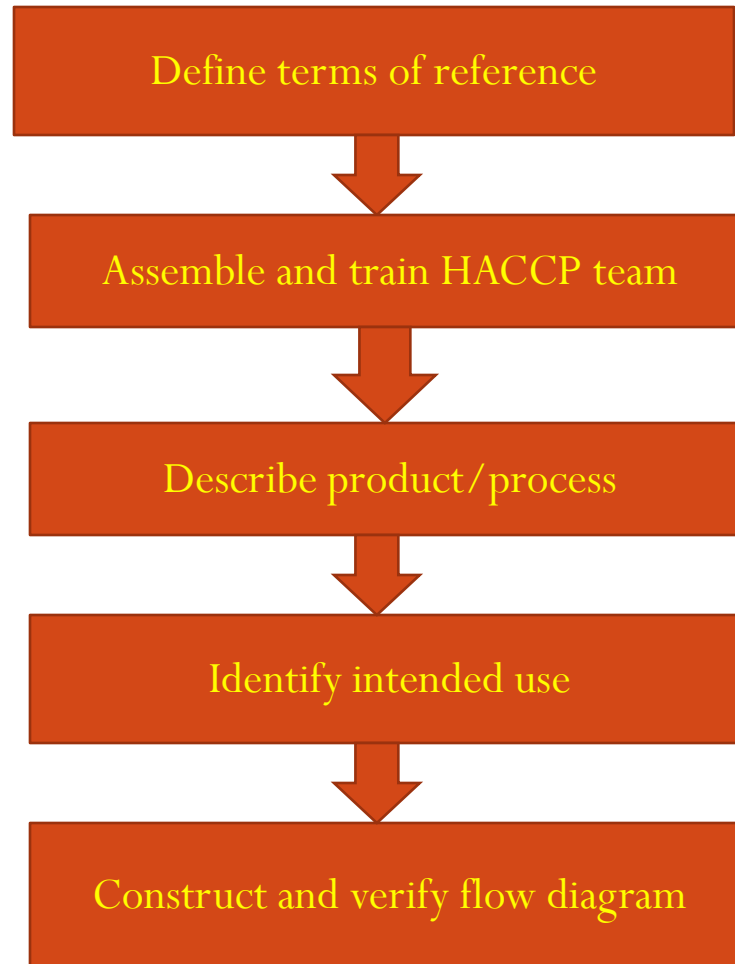 Define terms of reference
Assemble and train HACCP team
Describe product/process
Identify intended use
Construct and verify flow diagram